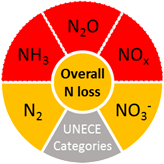 N₂O
NH₃
NOₓ
Overall
N loss
N₂
NO₃⁻
UNECE
Categories